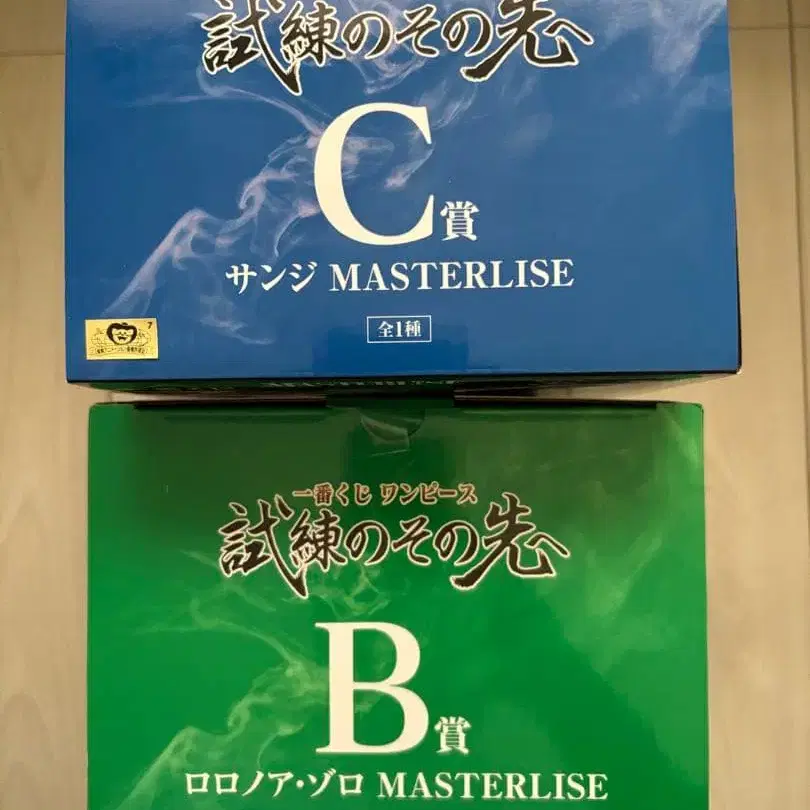 試練のその先へ
C賞
サンジ MASTERLISE
全1種
7
一番くじ ワンピース
試練のその先へ
B賞
ロロノア・ゾロ MASTERLISE